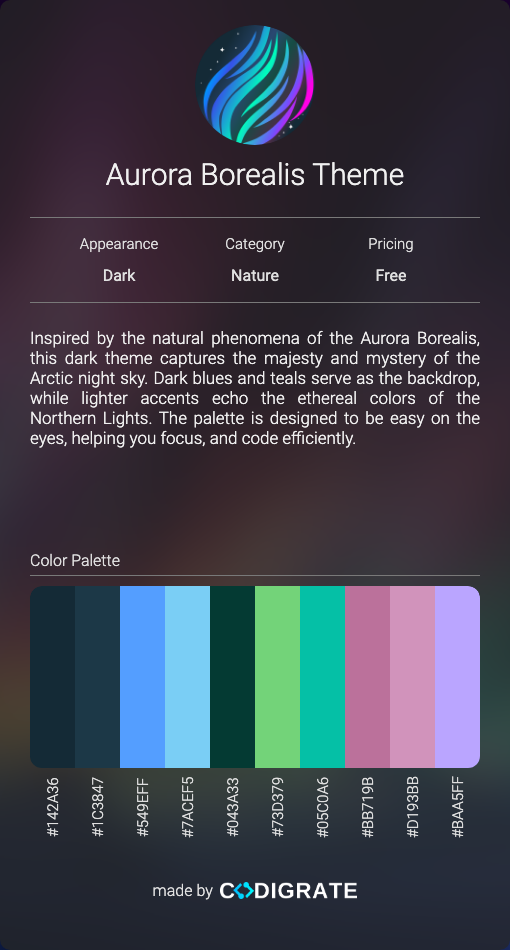 Aurora Borealis Theme
Appearance Category Pricing
Dark Nature Free
Inspired by the natural phenomena of the Aurora Borealis,
this dark theme captures the majesty and mystery of the
Arctic night sky. Dark blues and teals serve as the backdrop,
while lighter accents echo the ethereal colors of the
Northern Lights. The palette is designed to be easy on the
eyes, helping you focus, and code efficiently.
Color Palette
#142A36
#1C3847
#549EFF
#7ACEF5
#043A33
#73D379
#05C0A6
#BB719B
#D193BB
#BAA5FF
made by CODIGRATE